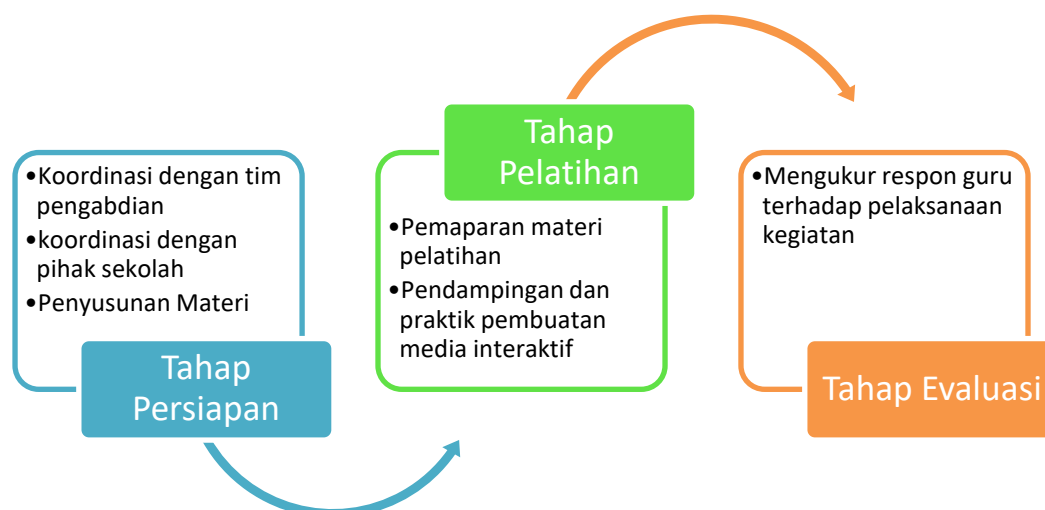 •Koordinasi dengan tim
pengabdian
•koordinasi dengan
pihak sekolah
•Penyusunan Materi
Tahap
Persiapan
Tahap
Pelatihan
•Pemaparan materi
pelatihan
•Pendampingan dan
praktik pembuatan
media interaktif
•Mengukur respon guru
terhadap pelaksanaan
kegiatan
Tahap Evaluasi